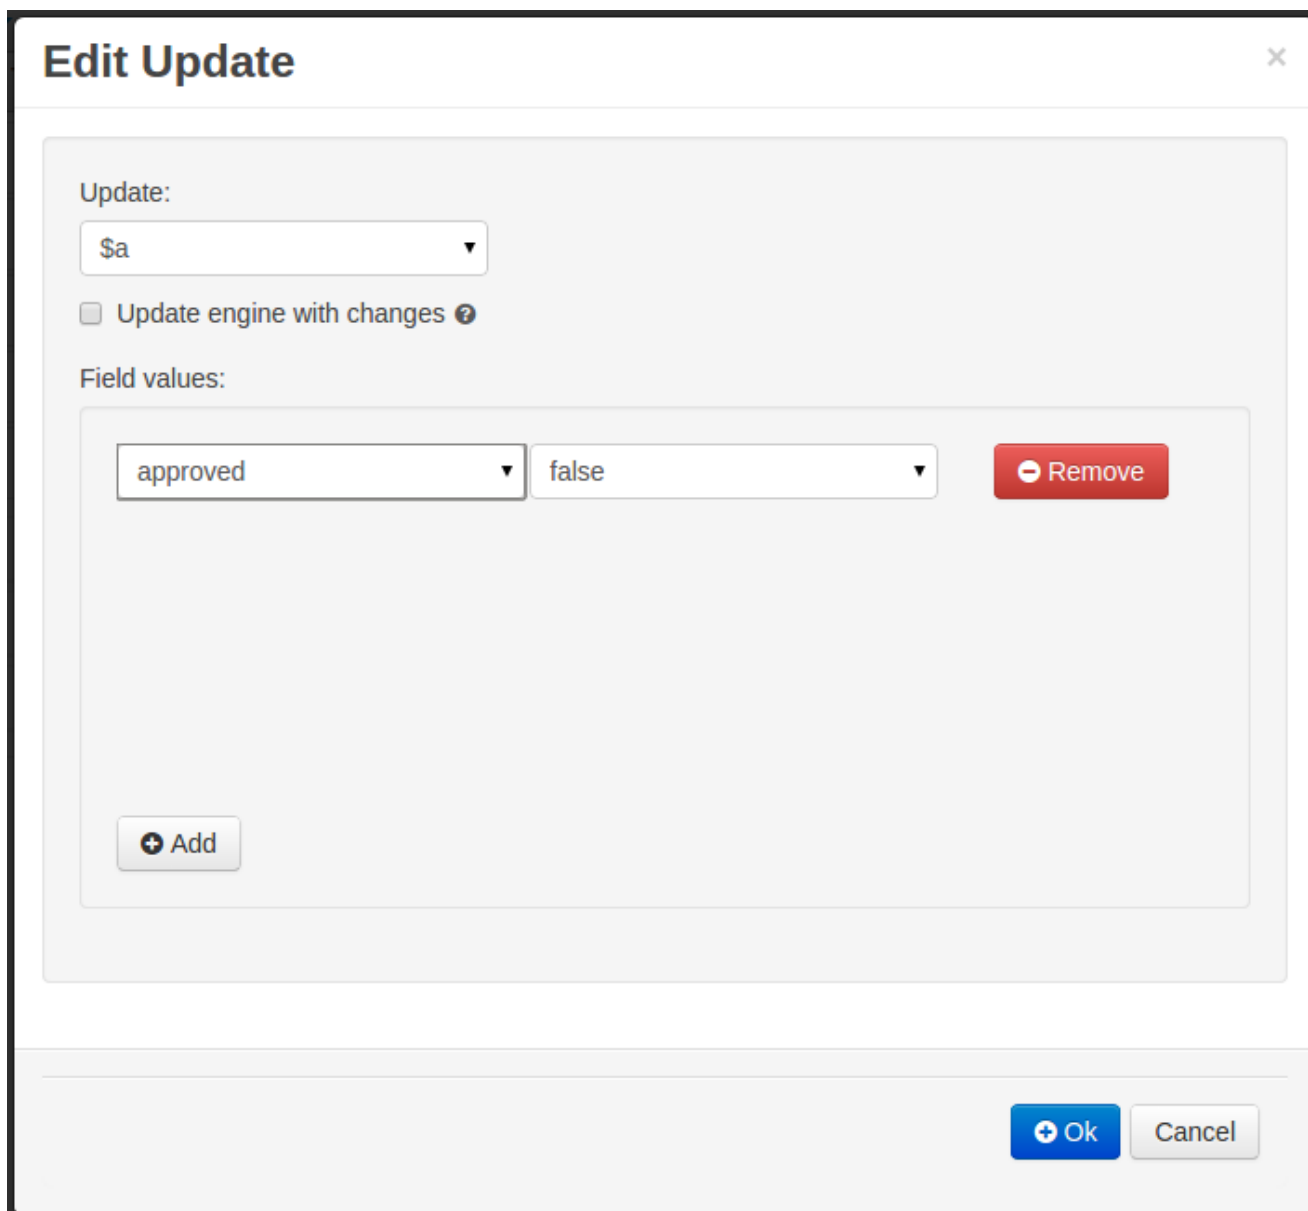 Edit Update ×
Update:
$a
Update engine with changes
Field values:
approved false Remove
Add
Ok Cancel